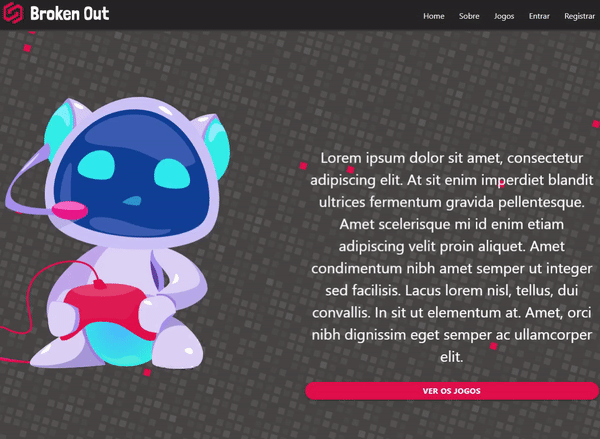 Broken Out
Home Sobre Jogos Entrar Registrar
Lorem ipsum dolor sit amet, consectetur
adipiscing elit. At sit enim imperdiet blandit
ultrices fermentum gravida pellentesque.
Amet scelerisque mi id enim etiam
adipiscing velit proin aliquet. Amet
condimentum nibh amet semper ut integer
sed facilisis. Lacus lorem nisl, tellus, dui
convallis. In sit ut elementum at. Amet, orci
nibh dignissim eget semper ac ullamcorper
elit.
VER OS JOGOS